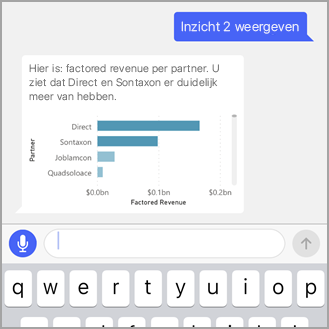 Inzicht 2 weergeven
Hier is: factored revenue per partner. U
ziet dat Direct en Sontaxon er duidelijk
meer van hebben.
Partner
Direct
Sontaxon
Joblamcon
Quadsoloace
$0.0bn $0.1bn $0.2bn
Factored Revenue
q w e r t y u i o p